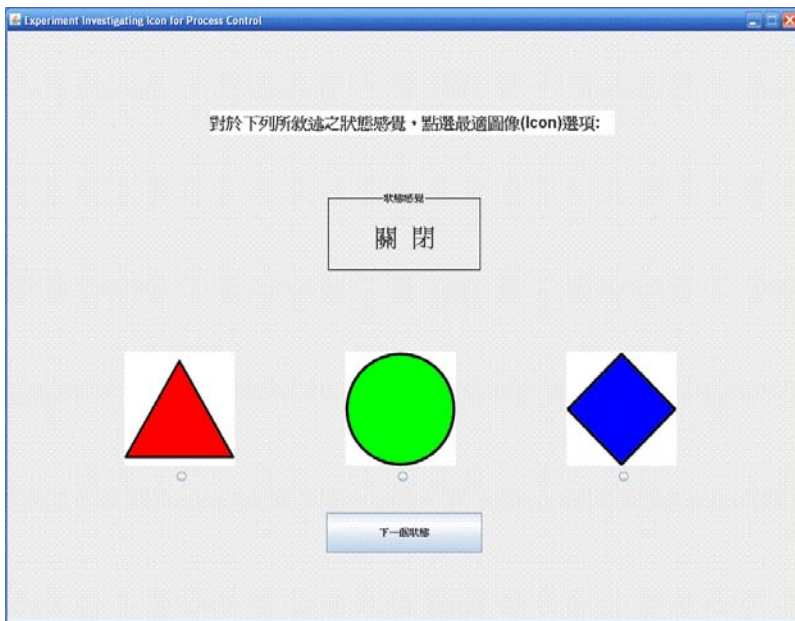 Experiment Investigating Icon for Process Control
對於下列所敘述之狀態感覺，點選最適圖像(Icon)選項:
狀態感覺
關 閉
下一個狀態